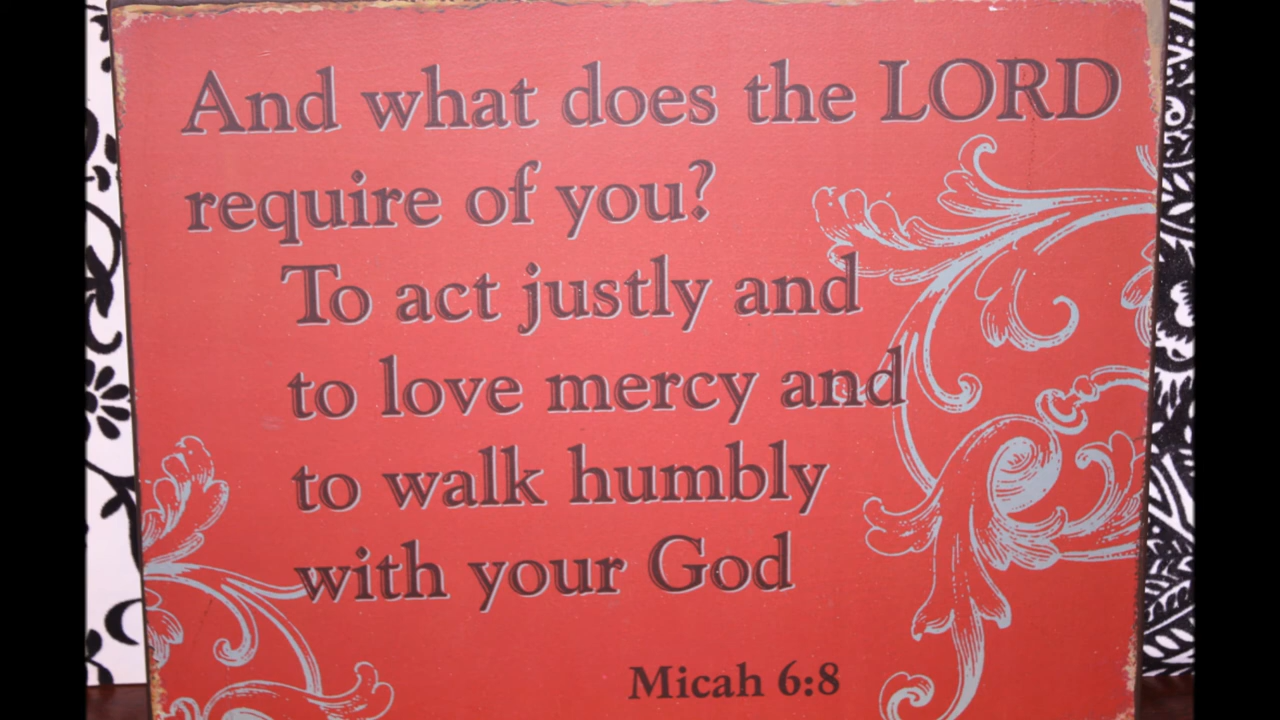 And what does the LORD
require of you?
To act justly and
to love mercy and
to walk humbly
with your God
Micah 6:8